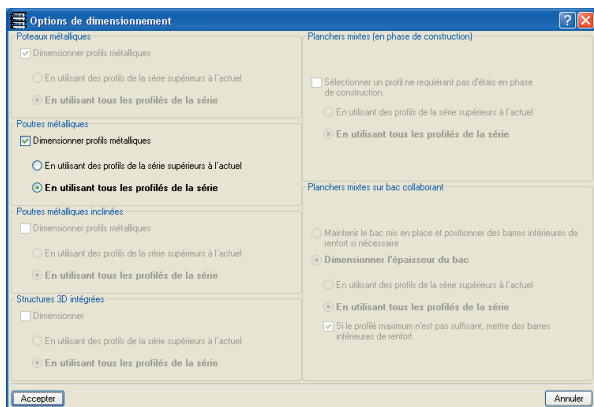 Options de dimensionnement
Poteaux métalliques
Dimensionner profils métalliques
En utilisant des profils de la série supérieurs à l'actuel
En utilisant tous les profilés de la série
Poutres métalliques
Dimensionner profils métalliques
En utilisant des profils de la série supérieurs à l'actuel
En utilisant tous les profilés de la série
Poutres métalliques inclinées
Dimensionner profils métalliques
En utilisant des profils de la série supérieurs à l'actuel
En utilisant tous les profilés de la série
Structures 3D intégrées
Dimensionner
En utilisant des profils de la série supérieurs à l'actuel
En utilisant tous les profilés de la série
Planchers mixtes (en phase de construction)
Sélectionner un profil ne requiérant pas d'étais en phase
de construction.
En utilisant des profils de la série supérieurs à l'actuel
En utilisant tous les profilés de la série
Planchers mixtes sur bac collaborant
Maintenir le bac mis en place et positionner des barres inférieures de
renfort si nécessaire
Dimensionner l'épaisseur du bac
En utilisant des profils de la série supérieurs à l'actuel
En utilisant tous les profilés de la série
Si le profilé maximum n'est pas suffisant, mettre des barres
inférieures de renfort
Accepter
Annuler